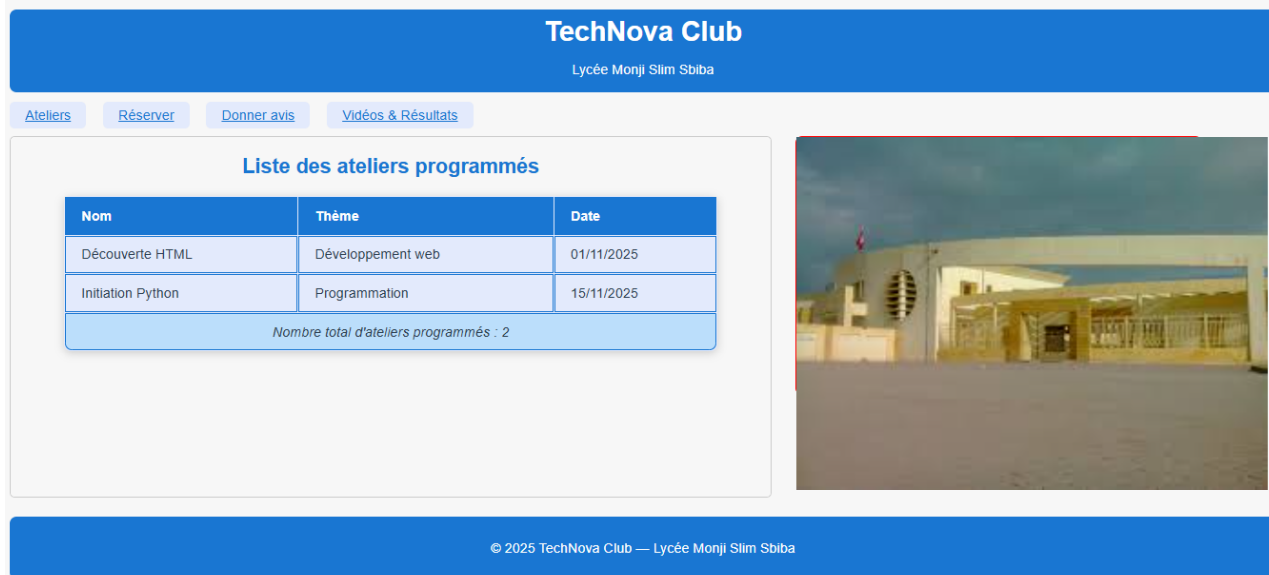 TechNova Club
Lycée Monji Slim Sbiba
Ateliers Réserver Donner avis Vidéos & Résultats
Liste des ateliers programmés
Nom Thème Date
Découverte HTML Développement web 01/11/2025
Initiation Python Programmation 15/11/2025
Nombre total d'ateliers programmés : 2
© 2025 TechNova Club — Lycée Monji Slim Sbiba